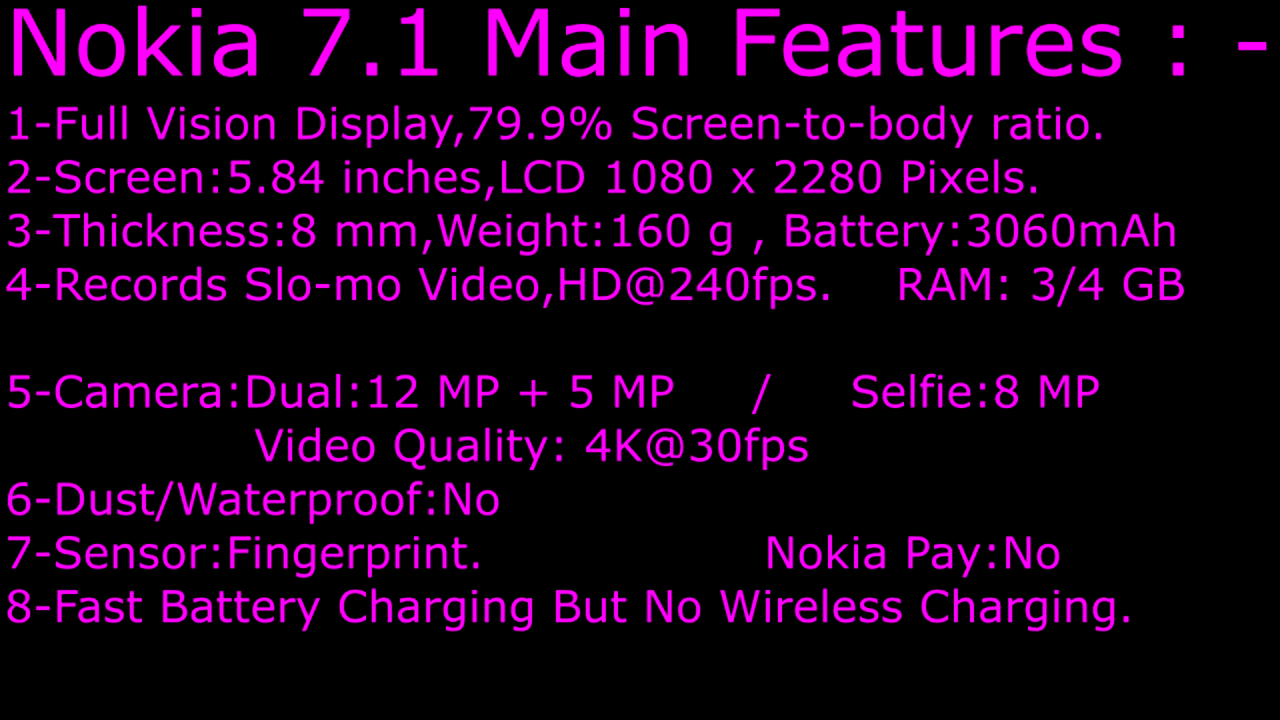 Nokia 7.1 Main Features : -
1-Full Vision Display,79.9% Screen-to-body ratio.
2-Screen:5.84 inches,LCD 1080 x 2280 Pixels.
3-Thickness:8 mm,Weight:160 g , Battery:3060mAh
4-Records Slo-mo Video,HD@240fps. RAM: 3/4 GB
5-Camera:Dual:12 MP + 5 MP / Selfie:8 MP
Video Quality: 4K@30fps
6-Dust/Waterproof:No
7-Sensor:Fingerprint. Nokia Pay:No
8-Fast Battery Charging But No Wireless Charging.